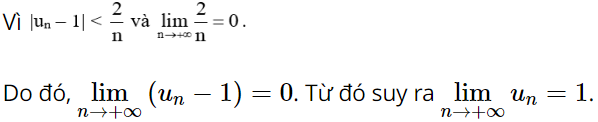 Vì |uₙ – 1| < 2/n và lim_{n→+∞} 2/n = 0 .
Do đó, lim_{n→+∞} (uₙ − 1) = 0. Từ đó suy ra lim_{n→+∞} uₙ = 1.